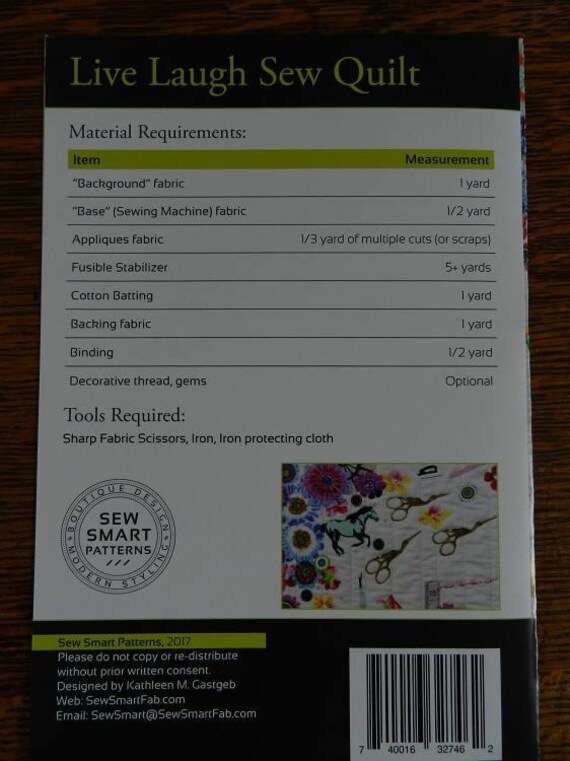 Live Laugh Sew Quilt
Material Requirements:
Item Measurement
"Background" fabric 1 yard
"Base" (Sewing Machine) fabric 1/2 yard
Appliques fabric 1/3 yard of multiple cuts (or scraps)
Fusible Stabilizer 5+ yards
Cotton Batting 1 yard
Backing fabric 1 yard
Binding 1/2 yard
Decorative thread, gems Optional
Tools Required:
Sharp Fabric Scissors, Iron, Iron protecting cloth
BOUTIQUE DESIGN
SEW
SMART
PATTERNS
MODERN STYLING
Sew Smart Patterns, 2017
Please do not copy or re-distribute
without prior written consent.
Designed by Kathleen M. Gastgeb
Web: SewSmartFab.com
Email: SewSmart@SewSmartFab.com
7 40016 32746 2